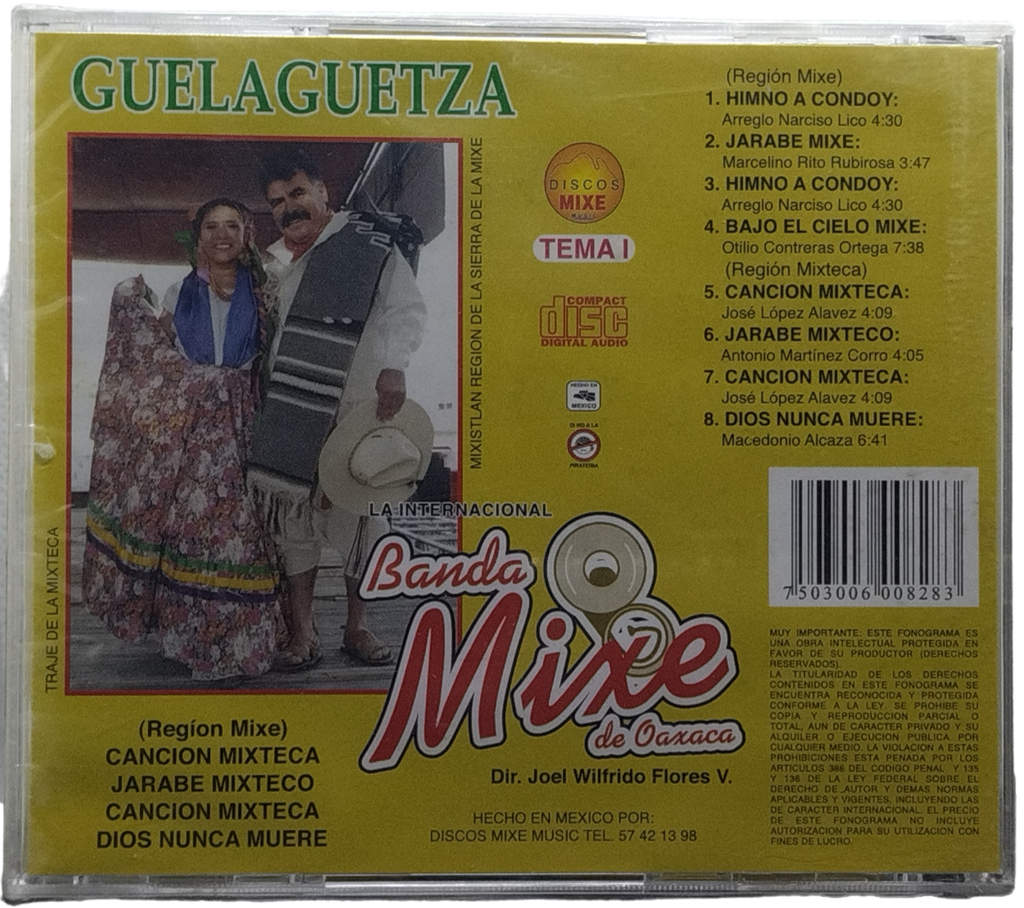 GUELAGUETZA
MIXISTLAN REGION DE LA SIERRA DE LA MIXE
TRAJE DE LA MIXTECA
DISCOS
MIXE
MUSIC
TEMA I
COMPACT
disc
DIGITAL AUDIO
HECHO EN
MEXICO
DI NO A LA
PIRATERIA
(Región Mixe)
1. HIMNO A CONDOY:
Arreglo Narciso Lico 4:30
2. JARABE MIXE:
Marcelino Rito Rubirosa 3:47
3. HIMNO A CONDOY:
Arreglo Narciso Lico 4:30
4. BAJO EL CIELO MIXE:
Otilio Contreras Ortega 7:38
(Región Mixteca)
5. CANCION MIXTECA:
José López Alavez 4:09
6. JARABE MIXTECO:
Antonio Martínez Corro 4:05
7. CANCION MIXTECA:
José López Alavez 4:09
8. DIOS NUNCA MUERE:
Macedonio Alcaza 6:41
LA INTERNACIONAL
Banda
Mixe
de Oaxaca
Dir. Joel Wilfrido Flores V.
(Regíon Mixe)
CANCION MIXTECA
JARABE MIXTECO
CANCION MIXTECA
DIOS NUNCA MUERE
HECHO EN MEXICO POR:
DISCOS MIXE MUSIC TEL. 57 42 13 98
7 503006 008283
MUY IMPORTANTE: ESTE FONOGRAMA ES
UNA OBRA INTELECTUAL PROTEGIDA EN
FAVOR DE SU PRODUCTOR (DERECHOS
RESERVADOS).
LA TITULARIDAD DE LOS DERECHOS
CONTENIDOS EN ESTE FONOGRAMA SE
ENCUENTRA RECONOCIDA Y PROTEGIDA
CONFORME A LA LEY. SE PROHIBE SU
COPIA Y REPRODUCCION PARCIAL O
TOTAL, AUN DE CARACTER PRIVADO Y SU
ALQUILER O EJECUCION PUBLICA POR
CUALQUIER MEDIO. LA VIOLACION A ESTAS
PROHIBICIONES ESTA PENADA POR LOS
ARTICULOS 386 DEL CODIGO PENAL Y 135
Y 136 DE LA LEY FEDERAL SOBRE EL
DERECHO DE AUTOR Y DEMAS NORMAS
APLICABLES Y VIGENTES, INCLUYENDO LAS
DE CARACTER INTERNACIONAL. EL PRECIO
DE ESTE FONOGRAMA NO INCLUYE
AUTORIZACION PARA SU UTILIZACION CON
FINES DE LUCRO.